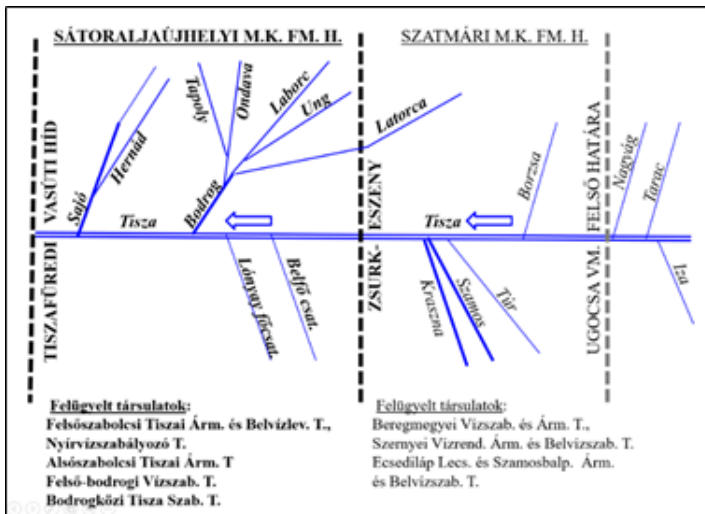 SÁTORALJAÚJHELYI M.K. FM. H.
SZATMÁRI M.K. FM. H.
Tapoly
Ondava
Laborc
Ung
Latorca
Hernád
Sajó
Bodrog
Tisza
Tisza
Borzsa
Nagyág
Tarac
Iza
VASÚTI HÍD
TISZAFÜREDI
ESZENY
ZSURK-
FELSŐ HATÁRA
UGOCSA VM.
Lónyay főcsat.
Belfő csat.
Kraszna
Szamos
Túr
Felügyelt társulatok:
Felsőszabolcsi Tiszai Árm. és Belvízlev. T.,
Nyírvízszabályozó T.
Alsószabolcsi Tiszai Árm. T
Felső-bodrogi Vízszab. T.
Bodrogközi Tisza Szab. T.
Felügyelt társulatok:
Beregmegyei Vízszab. és Árm. T.,
Szernyei Vízrend. Árm. és Belvízszab. T.
Ecsediláp Lecs. és Szamosbalp. Árm.
és Belvízszab. T.